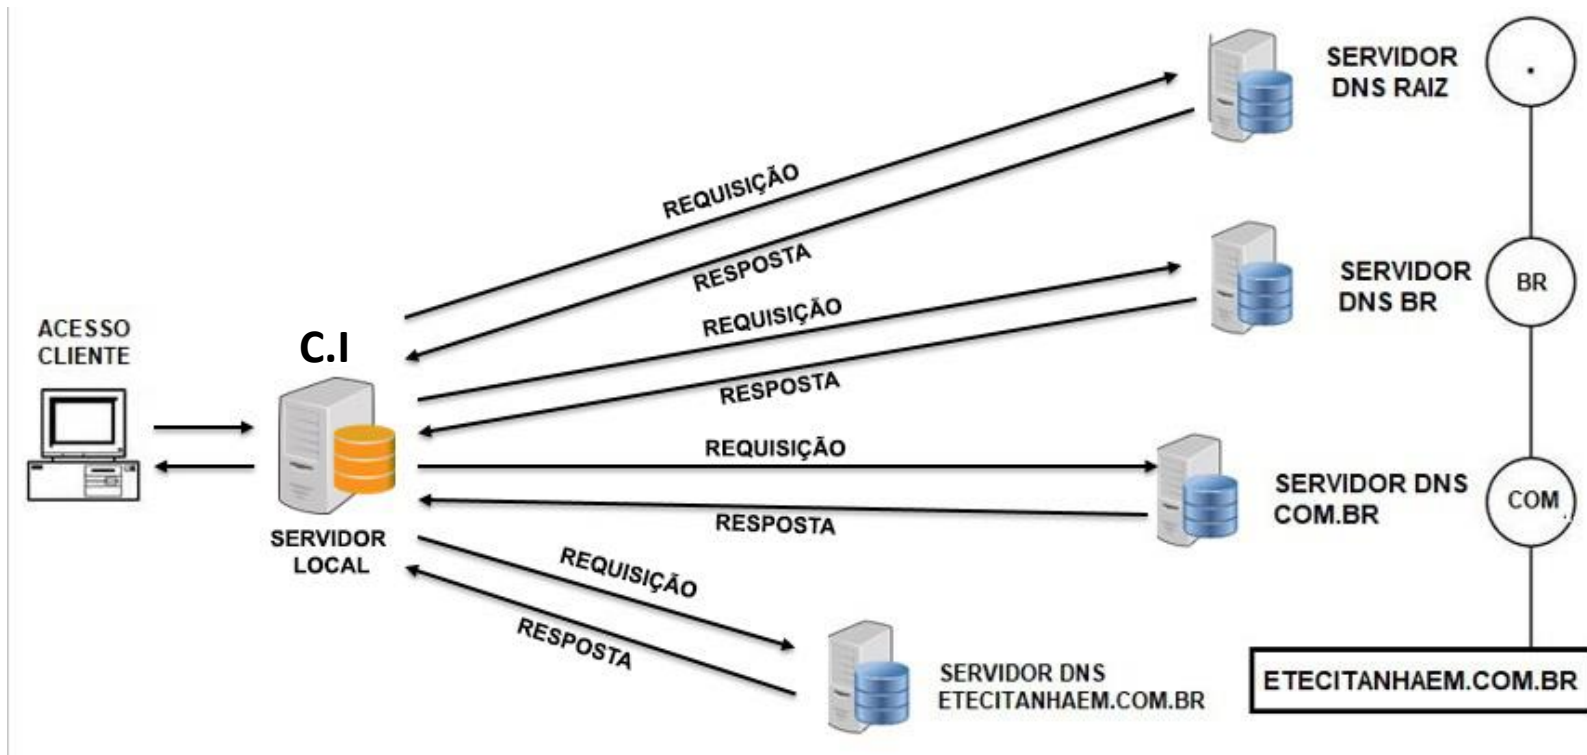 SERVIDOR
DNS RAIZ
.
REQUISIÇÃO
RESPOSTA
SERVIDOR
DNS BR
BR
REQUISIÇÃO
RESPOSTA
ACESSO
CLIENTE
C.I
SERVIDOR
LOCAL
REQUISIÇÃO
RESPOSTA
SERVIDOR DNS
COM.BR
COM
REQUISIÇÃO
RESPOSTA
SERVIDOR DNS
ETECITANHAEM.COM.BR
ETECITANHAEM.COM.BR